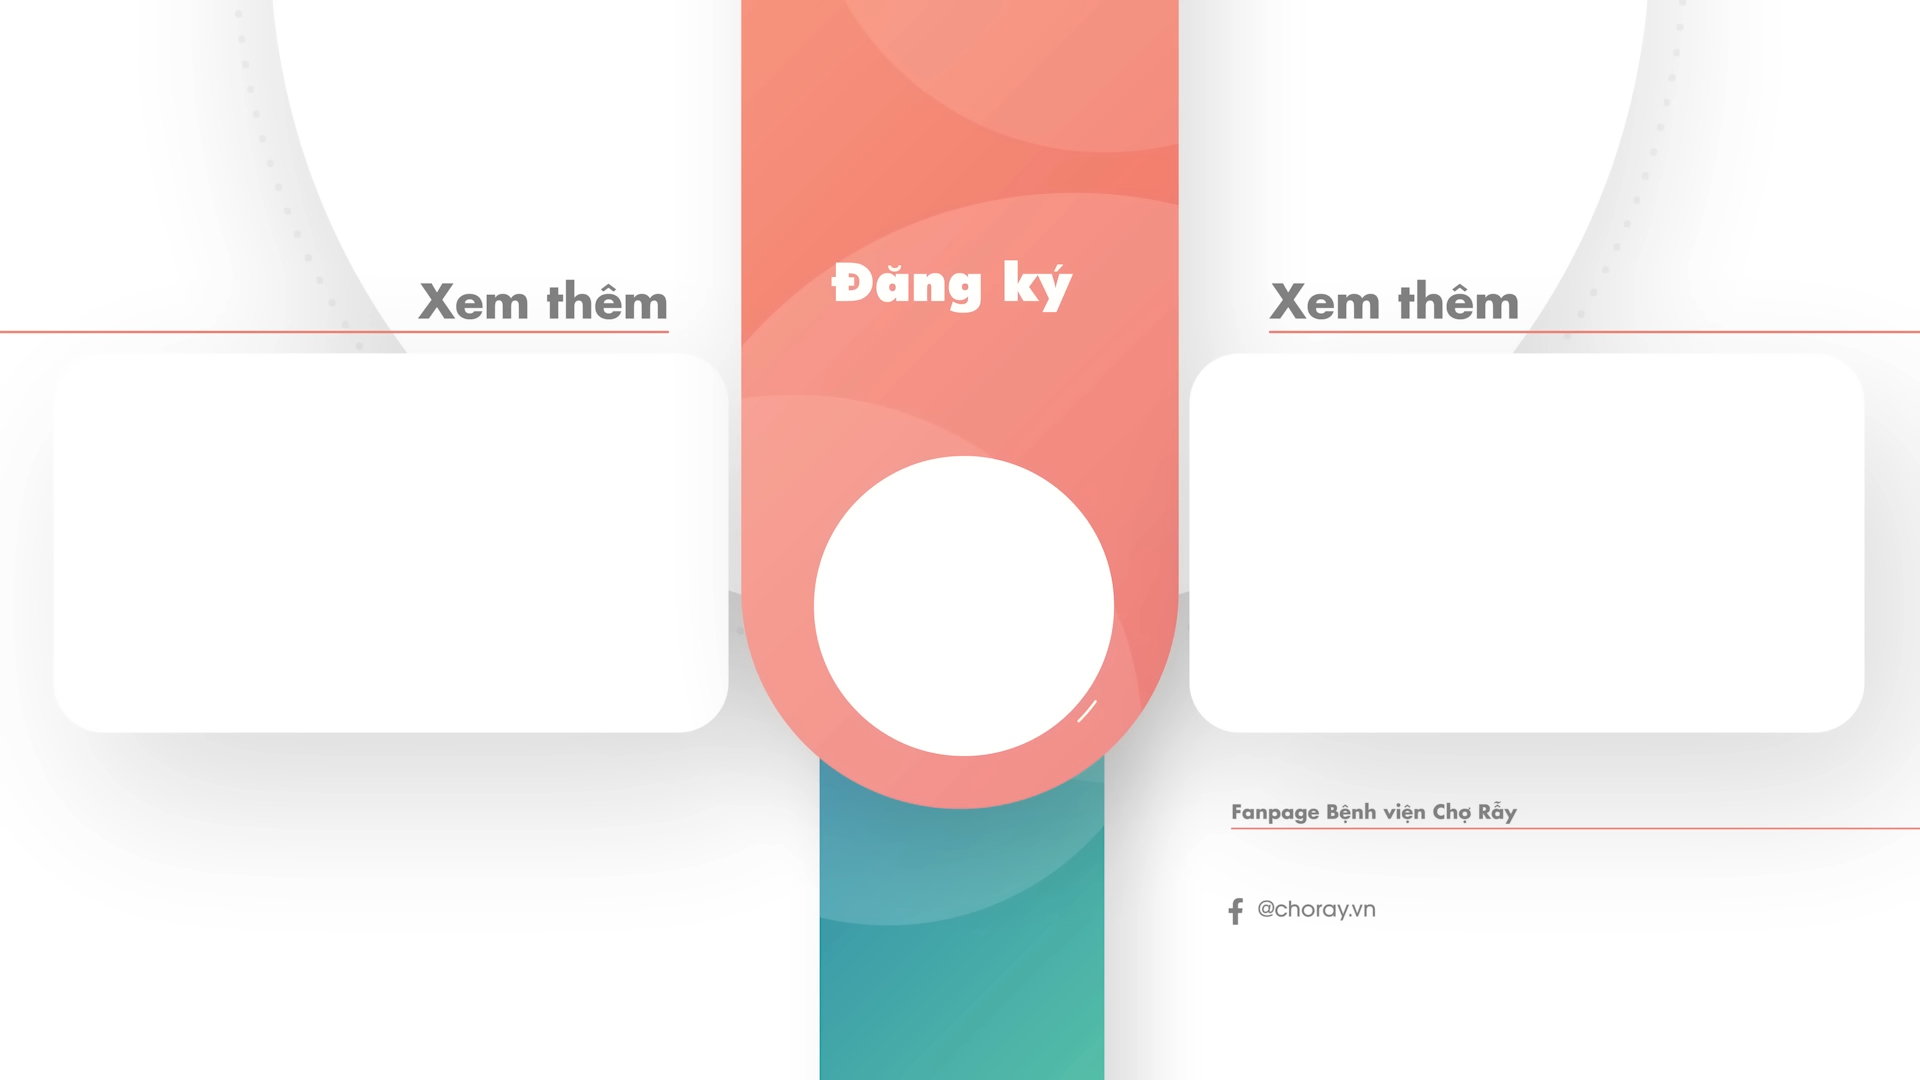 Xem thêm
Đăng ký
Xem thêm
Fanpage Bệnh viện Chợ Rẫy
@choray.vn